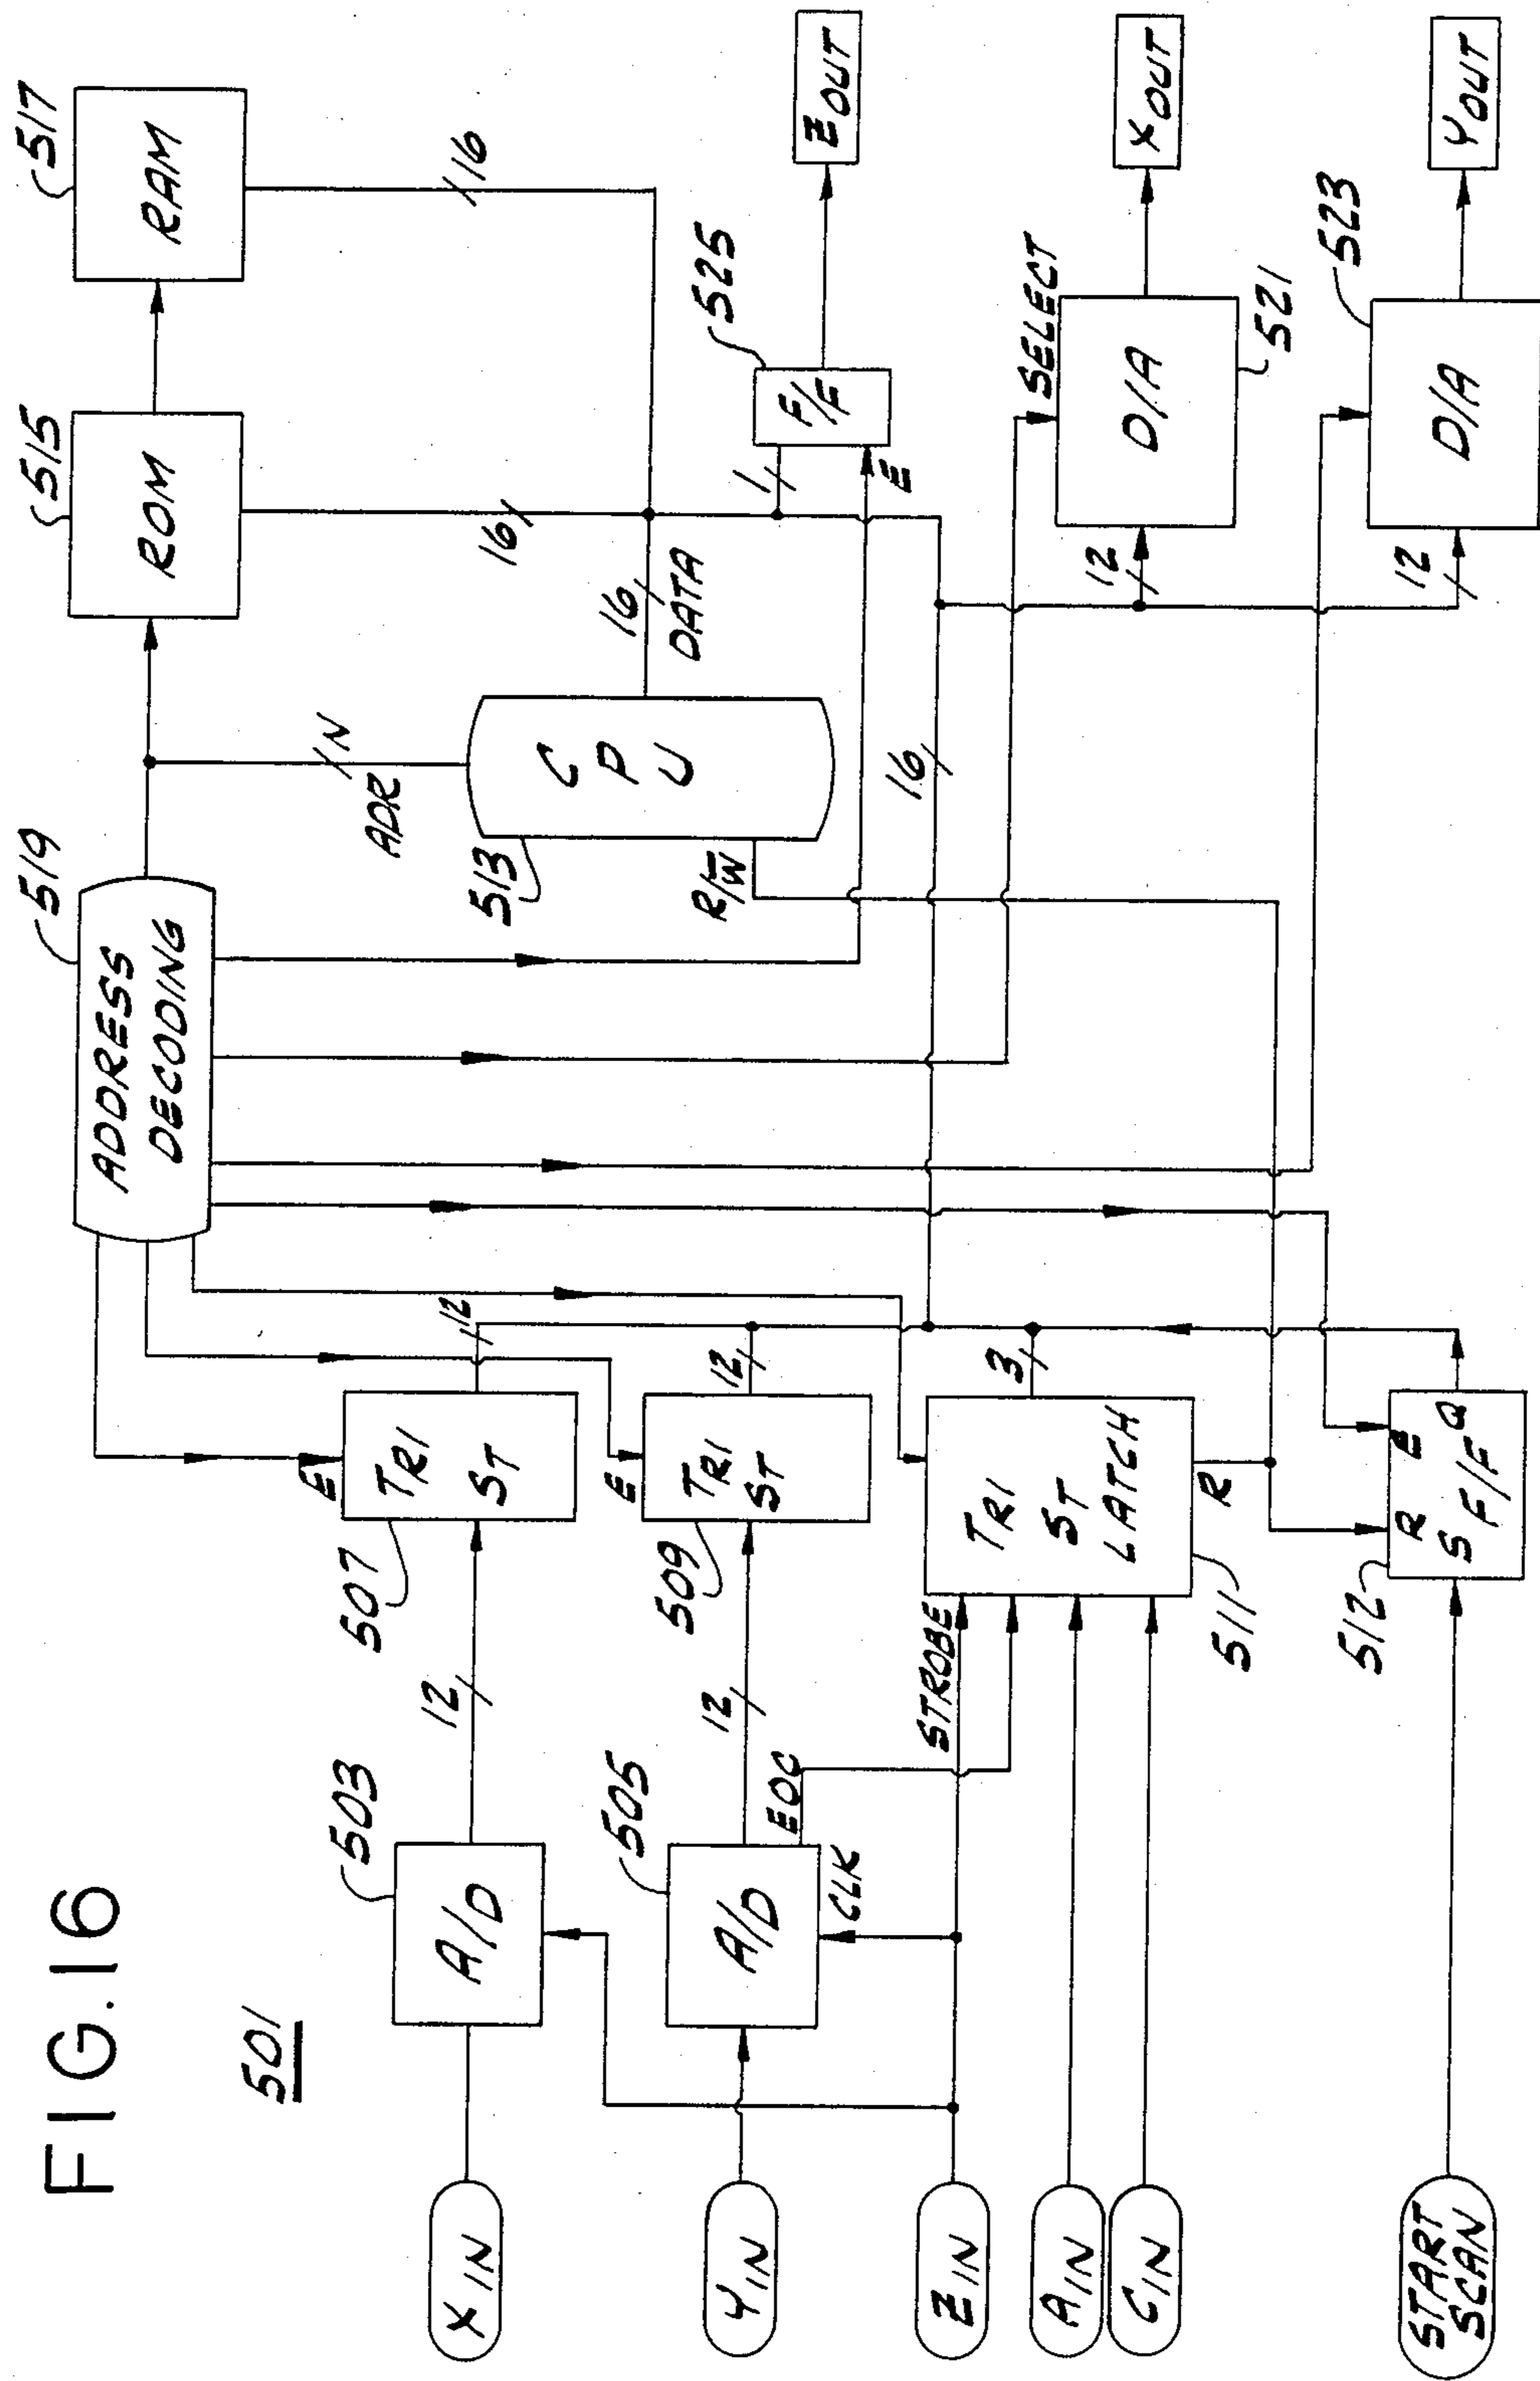 FIG.16
501
519
515
517
ADDRESS
DECODING
ROM
RAM
N
ADR
16
16
16
DATA
C
P
U
513
R/W̅
503
507
12
12
XIN
A/D
E
TRI
ST
505
509
12
12
YIN
A/D
EOC
CLK
E
TRI
ST
1
E
F/F
525
ZOUT
16
ZIN
STROBE
AIN
CIN
TRI
ST
LATCH
3
R
511
SELECT
12
D/A
521
XOUT
START
SCAN
512
R
E
S
Q
F/F
12
D/A
523
YOUT